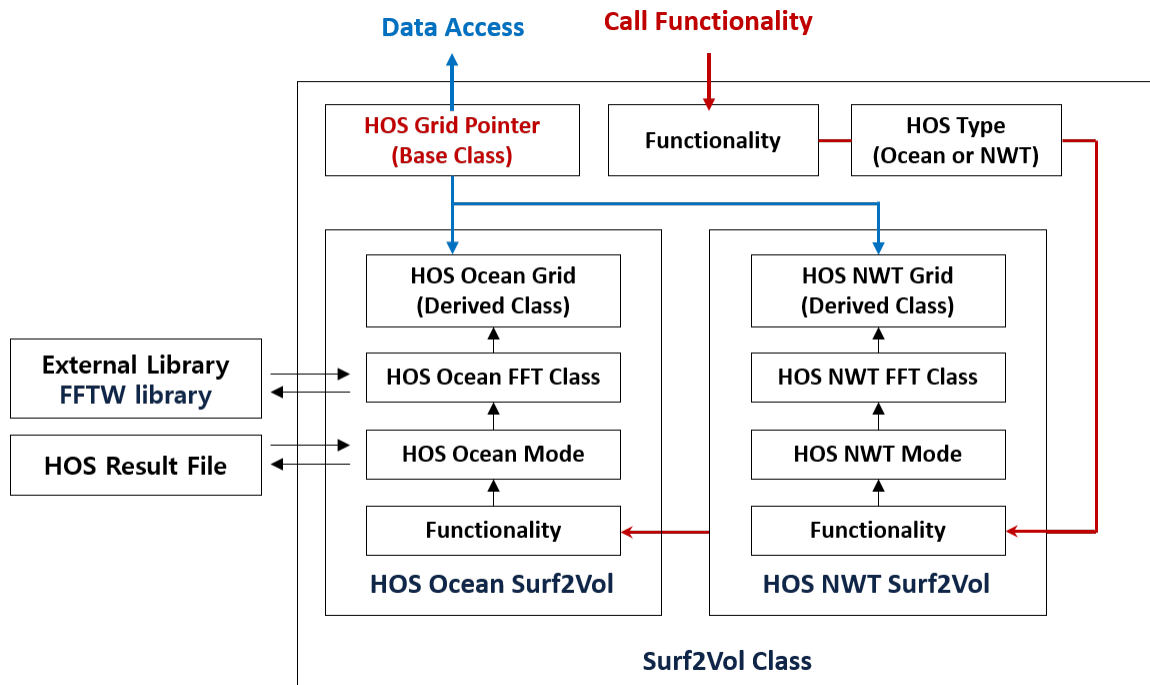 Data Access
Call Functionality
HOS Grid Pointer
(Base Class)
Functionality
HOS Type
(Ocean or NWT)
HOS Ocean Grid
(Derived Class)
HOS NWT Grid
(Derived Class)
External Library
FFTW library
HOS Ocean FFT Class
HOS NWT FFT Class
HOS Result File
HOS Ocean Mode
HOS NWT Mode
Functionality
Functionality
HOS Ocean Surf2Vol
HOS NWT Surf2Vol
Surf2Vol Class